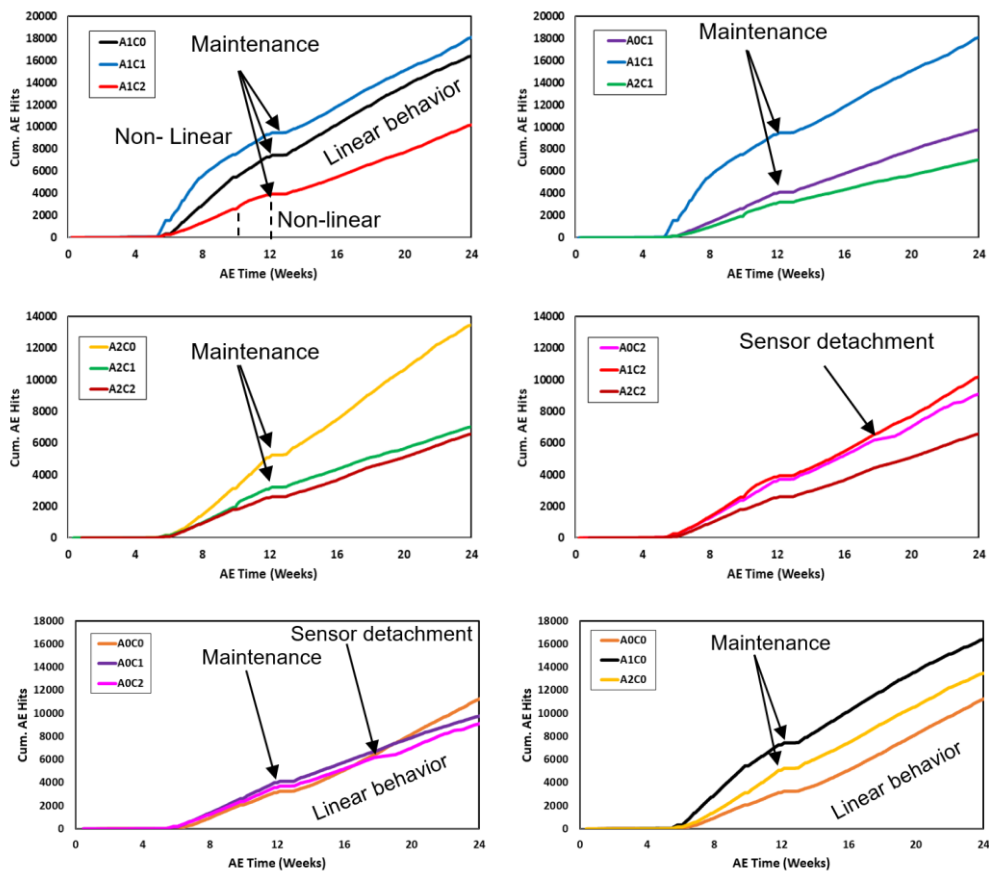 20000
18000
16000
14000
12000
10000
8000
6000
4000
2000
0
Cum. AE Hits
A1C0
A1C1
A1C2
Maintenance
Non- Linear
Linear behavior
Non-linear
0 4 8 12 16 20 24
AE Time (Weeks)
20000
18000
16000
14000
12000
10000
8000
6000
4000
2000
0
Cum. AE Hits
A0C1
A1C1
A2C1
Maintenance
0 4 8 12 16 20 24
AE Time (Weeks)
14000
12000
10000
8000
6000
4000
2000
0
Cum. AE Hits
A2C0
A2C1
A2C2
Maintenance
0 4 8 12 16 20 24
AE Time (Weeks)
14000
12000
10000
8000
6000
4000
2000
0
Cum. AE Hits
A0C2
A1C2
A2C2
Sensor detachment
0 4 8 12 16 20 24
AE Time (Weeks)
18000
16000
14000
12000
10000
8000
6000
4000
2000
0
Cum. AE Hits
A0C0
A0C1
A0C2
Sensor detachment
Maintenance
Linear behavior
0 4 8 12 16 20 24
AE Time (Weeks)
18000
16000
14000
12000
10000
8000
6000
4000
2000
0
Cum. AE Hits
A0C0
A1C0
A2C0
Maintenance
Linear behavior
0 4 8 12 16 20 24
AE Time (Weeks)